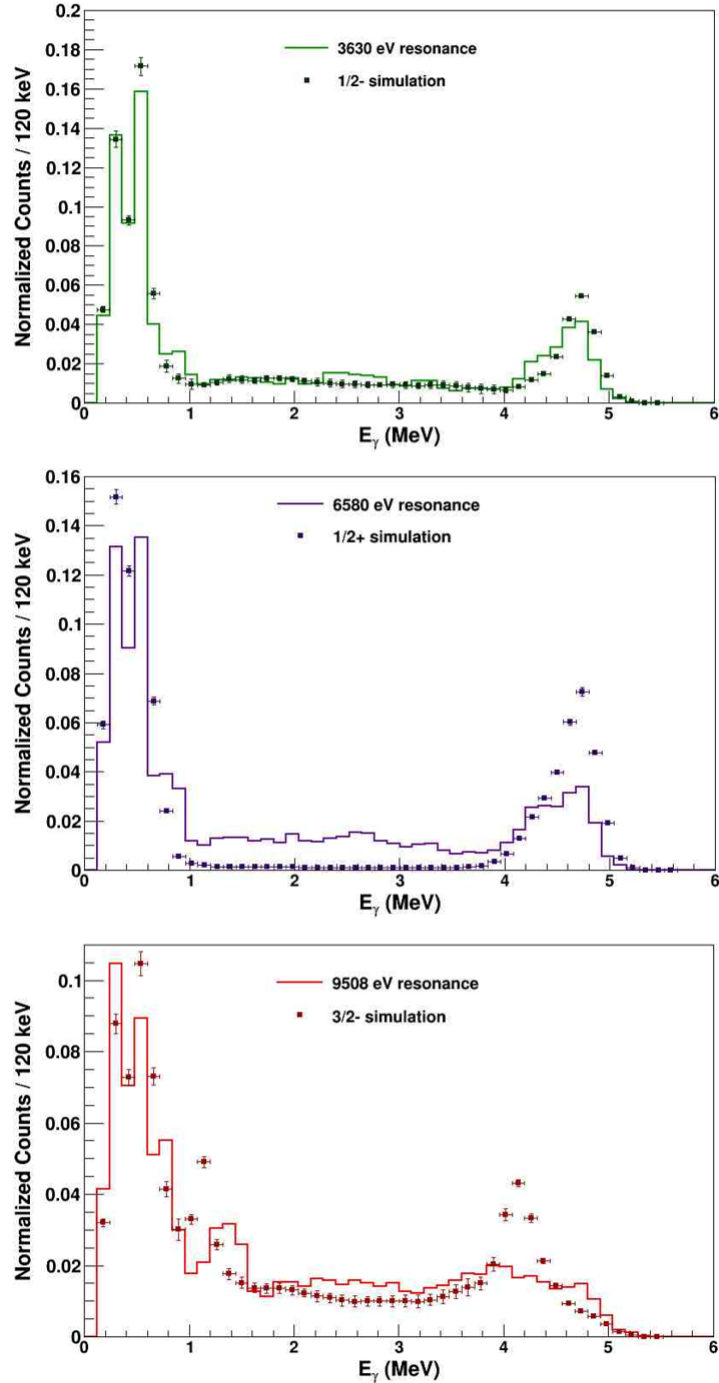 0.2
0.18
0.16
0.14
0.12
0.1
0.08
0.06
0.04
0.02
0
Normalized Counts / 120 keV
3630 eV resonance
1/2- simulation
0 1 2 3 4 5 6
Eγ (MeV)
0.16
0.14
0.12
0.1
0.08
0.06
0.04
0.02
0
Normalized Counts / 120 keV
6580 eV resonance
1/2+ simulation
0 1 2 3 4 5 6
Eγ (MeV)
0.1
0.08
0.06
0.04
0.02
0
Normalized Counts / 120 keV
9508 eV resonance
3/2- simulation
0 1 2 3 4 5 6
Eγ (MeV)